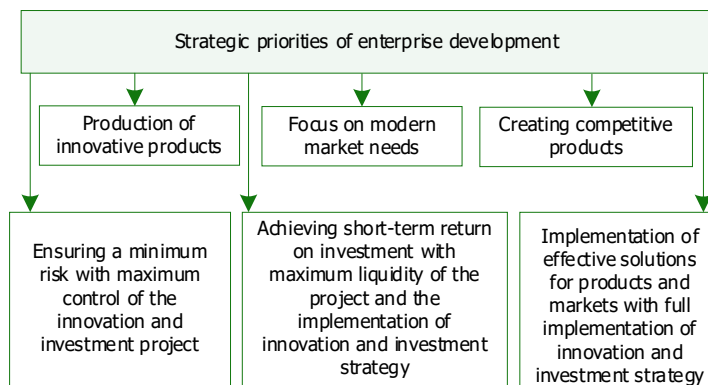 Strategic priorities of enterprise development
Production of
innovative products
Focus on modern
market needs
Creating competitive
products
Ensuring a minimum
risk with maximum
control of the
innovation and
investment project
Achieving short-term return
on investment with
maximum liquidity of the
project and the
implementation of
innovation and investment
strategy
Implementation of
effective solutions
for products and
markets with full
implementation of
innovation and
investment strategy